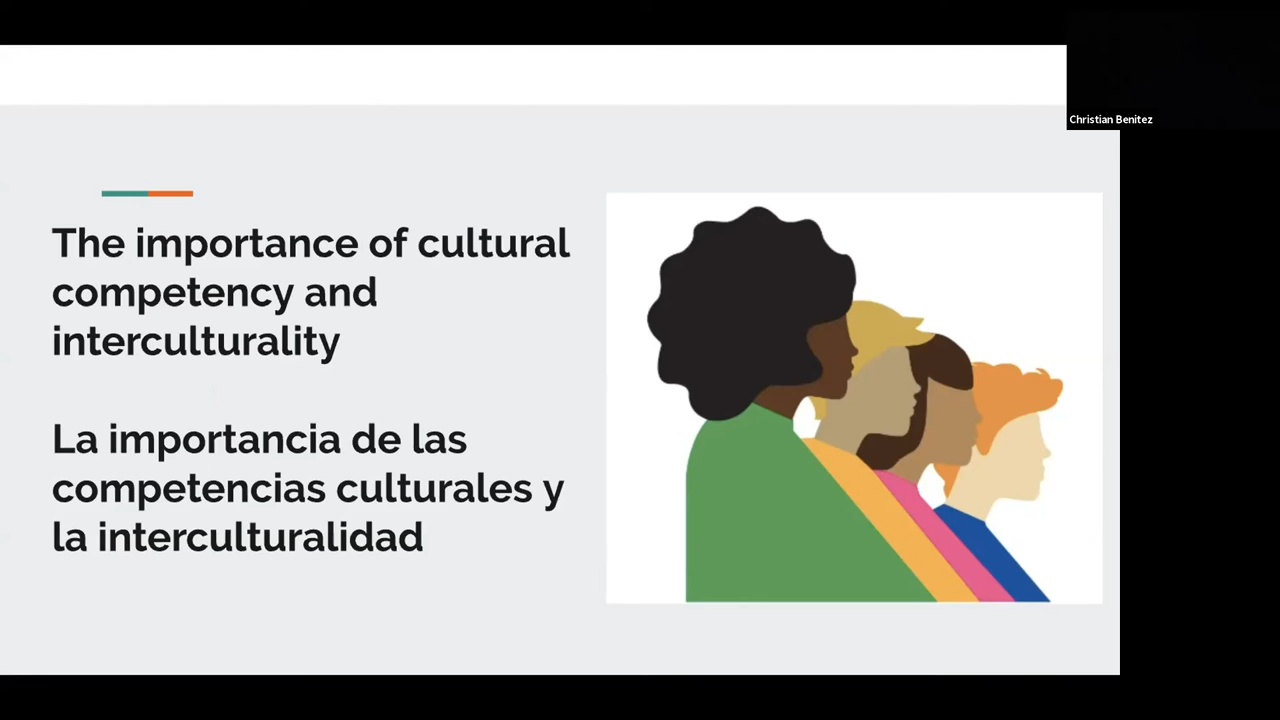 Christian Benitez
The importance of cultural
competency and
interculturality
La importancia de las
competencias culturales y
la interculturalidad